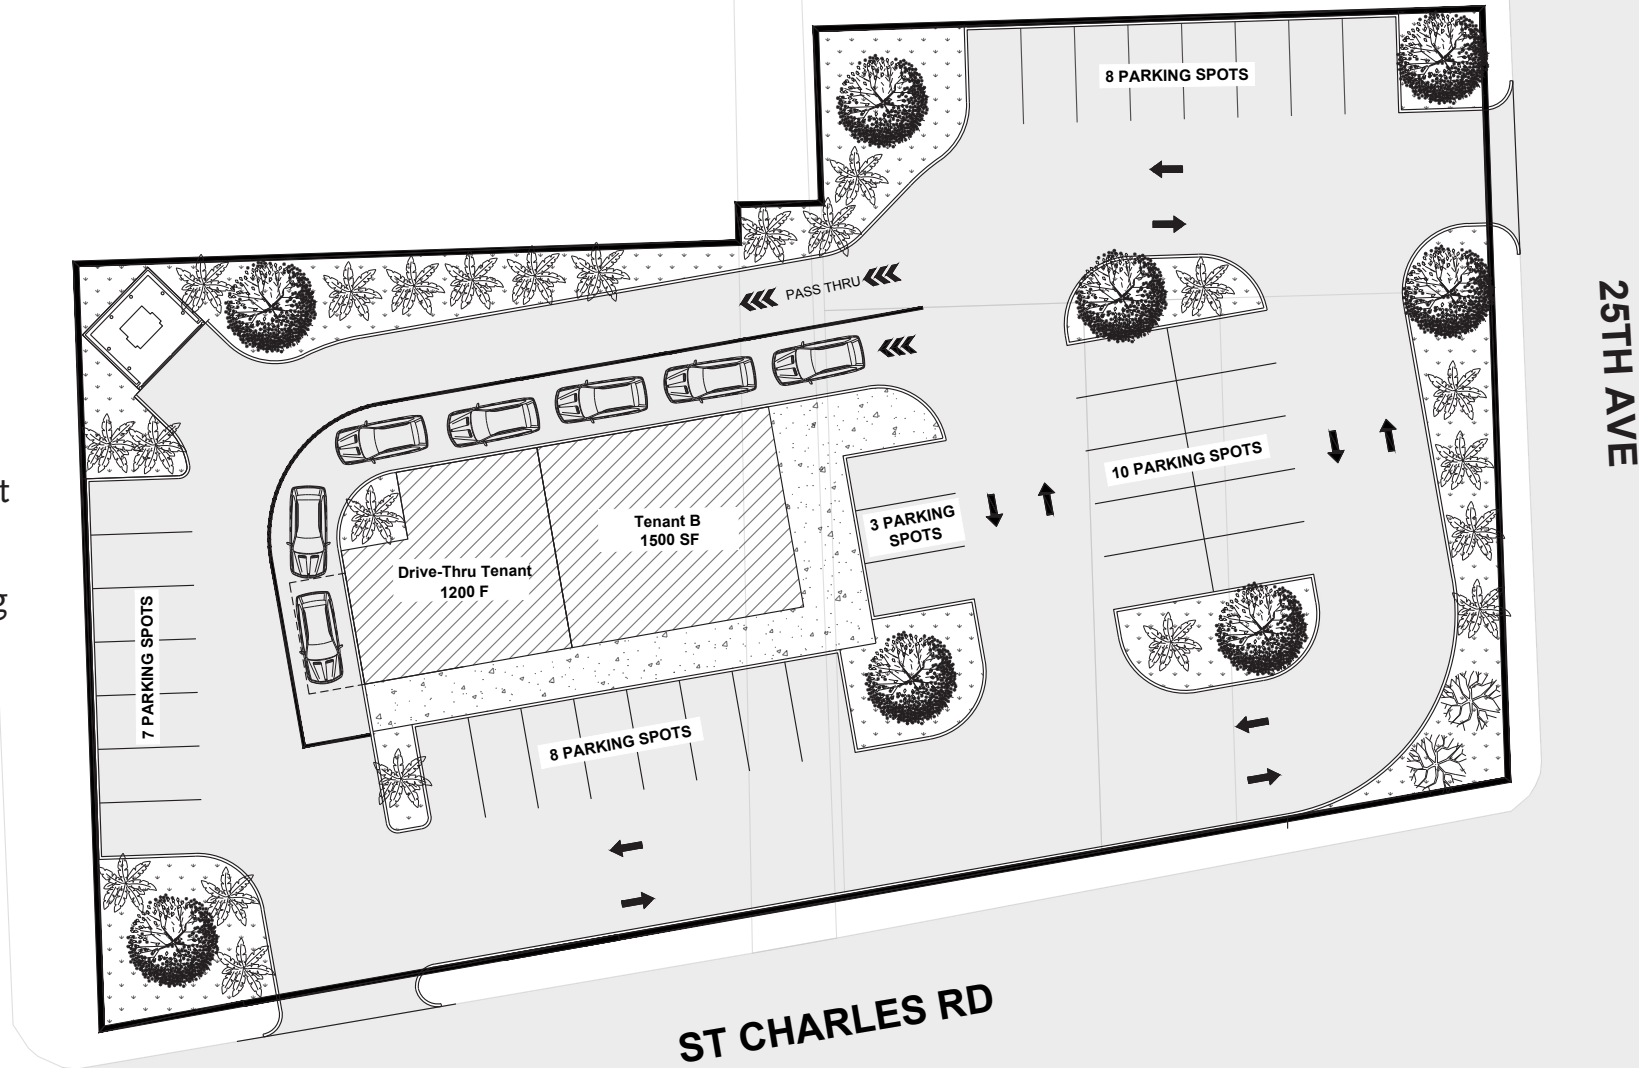 8 PARKING SPOTS
PASS THRU
25TH AVE
10 PARKING SPOTS
t
3 PARKING
SPOTS
Tenant B
1500 SF
Drive-Thru Tenant
1200 F
g
7 PARKING SPOTS
8 PARKING SPOTS
ST CHARLES RD